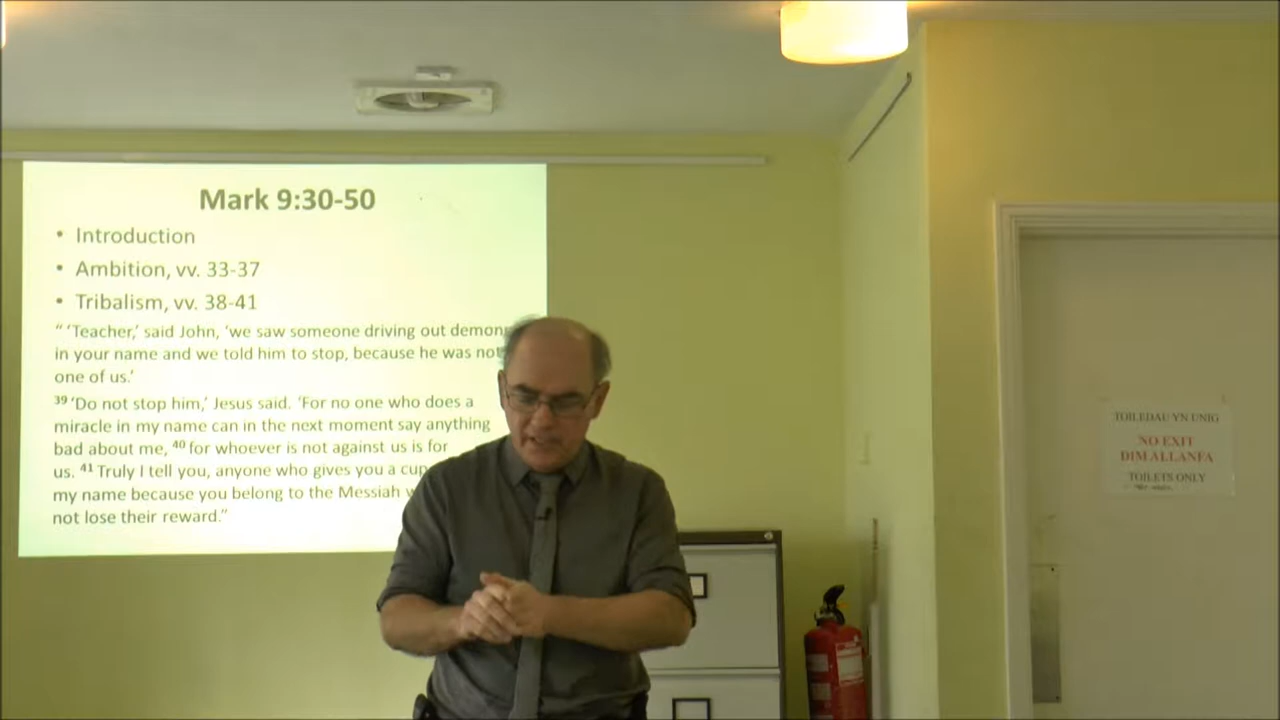 Mark 9:30-50
• Introduction
• Ambition, vv. 33-37
• Tribalism, vv. 38-41
“ ‘Teacher,’ said John, ‘we saw someone driving out demon
in your name and we told him to stop, because he was not
one of us.’
39 ‘Do not stop him,’ Jesus said. ‘For no one who does a
miracle in my name can in the next moment say anything
bad about me, 40 for whoever is not against us is for
us. 41 Truly I tell you, anyone who gives you a cup
my name because you belong to the Messiah
not lose their reward.”
TOILEDAU YN UNIG
NO EXIT
DIM ALLANFA
TOILETS ONLY